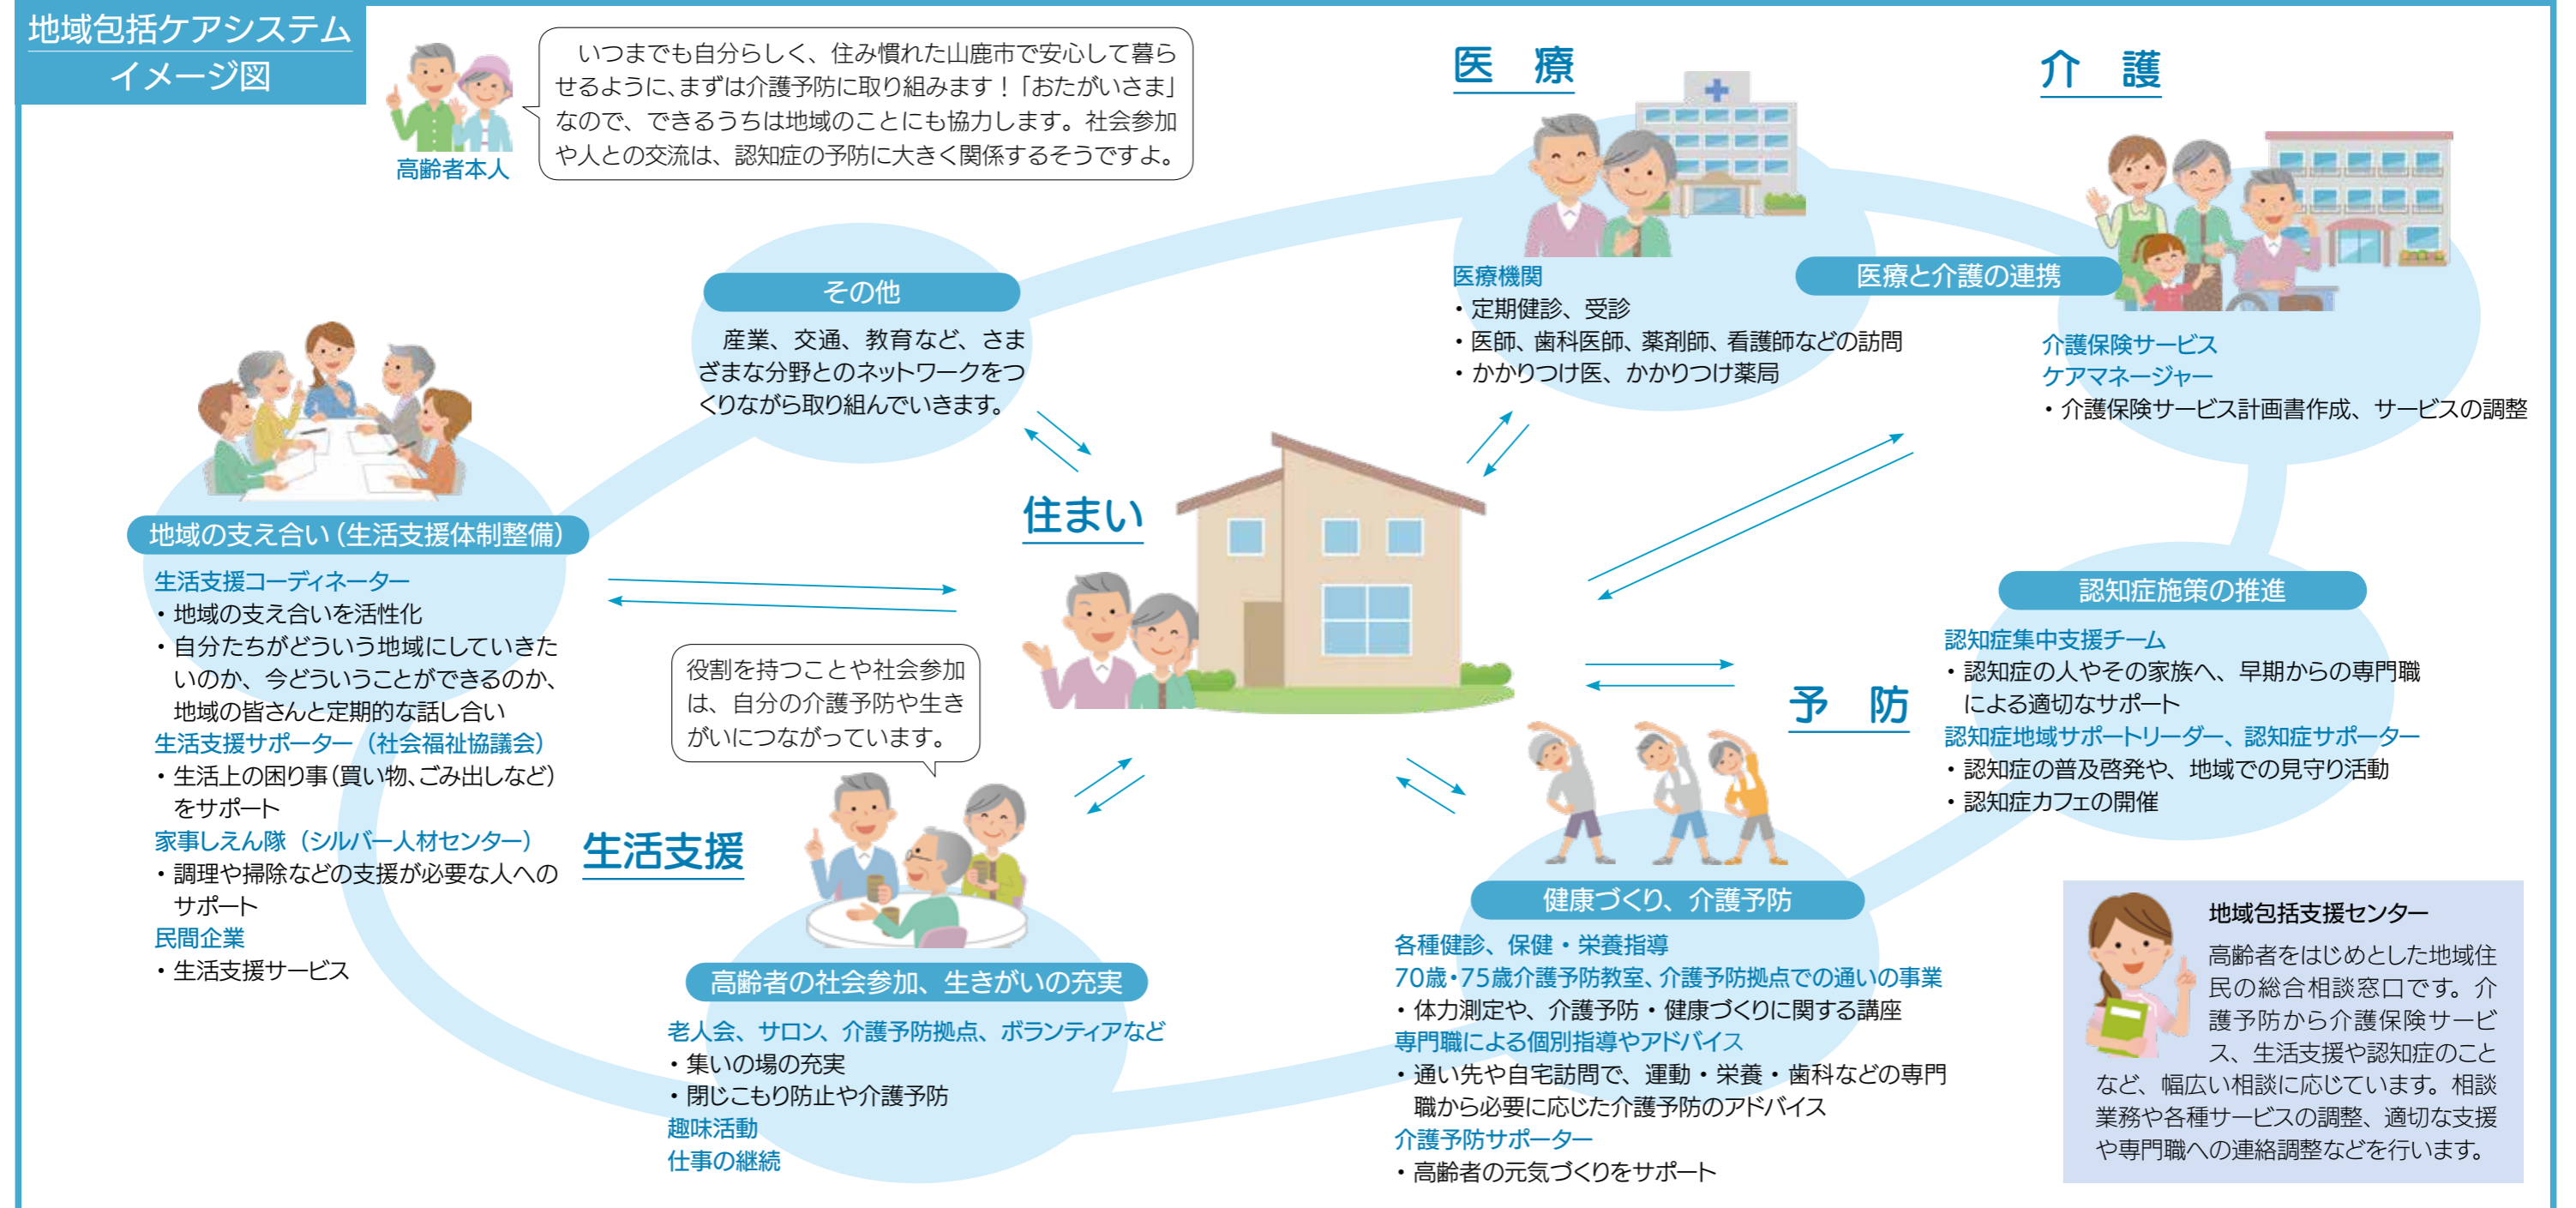 地域包括ケアシステム
イメージ図
高齢者本人
いつまでも自分らしく、住み慣れた山鹿市で安心して暮ら
せるように、まずは介護予防に取り組みます！「おたがいさま」
なので、できるうちは地域のことにも協力します。社会参加
や人との交流は、認知症の予防に大きく関係するそうですよ。
医　療
医療機関
・定期健診、受診
・医師、歯科医師、薬剤師、看護師などの訪問
・かかりつけ医、かかりつけ薬局
医療と介護の連携
介　護
介護保険サービス
ケアマネージャー
・介護保険サービス計画書作成、サービスの調整
その他
産業、交通、教育など、さま
ざまな分野とのネットワークをつ
くりながら取り組んでいきます。
住まい
地域の支え合い（生活支援体制整備）
生活支援コーディネーター
・地域の支え合いを活性化
・自分たちがどういう地域にしていきた
いのか、今どういうことができるのか、
地域の皆さんと定期的な話し合い
生活支援サポーター（社会福祉協議会）
・生活上の困り事（買い物、ごみ出しなど）
をサポート
家事しえん隊（シルバー人材センター）
・調理や掃除などの支援が必要な人への
サポート
民間企業
・生活支援サービス
生活支援
役割を持つことや社会参加
は、自分の介護予防や生き
がいにつながっています。
高齢者の社会参加、生きがいの充実
老人会、サロン、介護予防拠点、ボランティアなど
・集いの場の充実
・閉じこもり防止や介護予防
趣味活動
仕事の継続
予　防
認知症施策の推進
認知症集中支援チーム
・認知症の人やその家族へ、早期からの専門職
による適切なサポート
認知症地域サポートリーダー、認知症サポーター
・認知症の普及啓発や、地域での見守り活動
・認知症カフェの開催
健康づくり、介護予防
各種健診、保健・栄養指導
70歳・75歳介護予防教室、介護予防拠点での通いの事業
・体力測定や、介護予防・健康づくりに関する講座
専門職による個別指導やアドバイス
・通い先や自宅訪問で、運動・栄養・歯科などの専門
職から必要に応じた介護予防のアドバイス
介護予防サポーター
・高齢者の元気づくりをサポート
地域包括支援センター
高齢者をはじめとした地域住
民の総合相談窓口です。介
護予防から介護保険サービ
ス、生活支援や認知症のこと
など、幅広い相談に応じています。相談
業務や各種サービスの調整、適切な支援
や専門職への連絡調整などを行います。